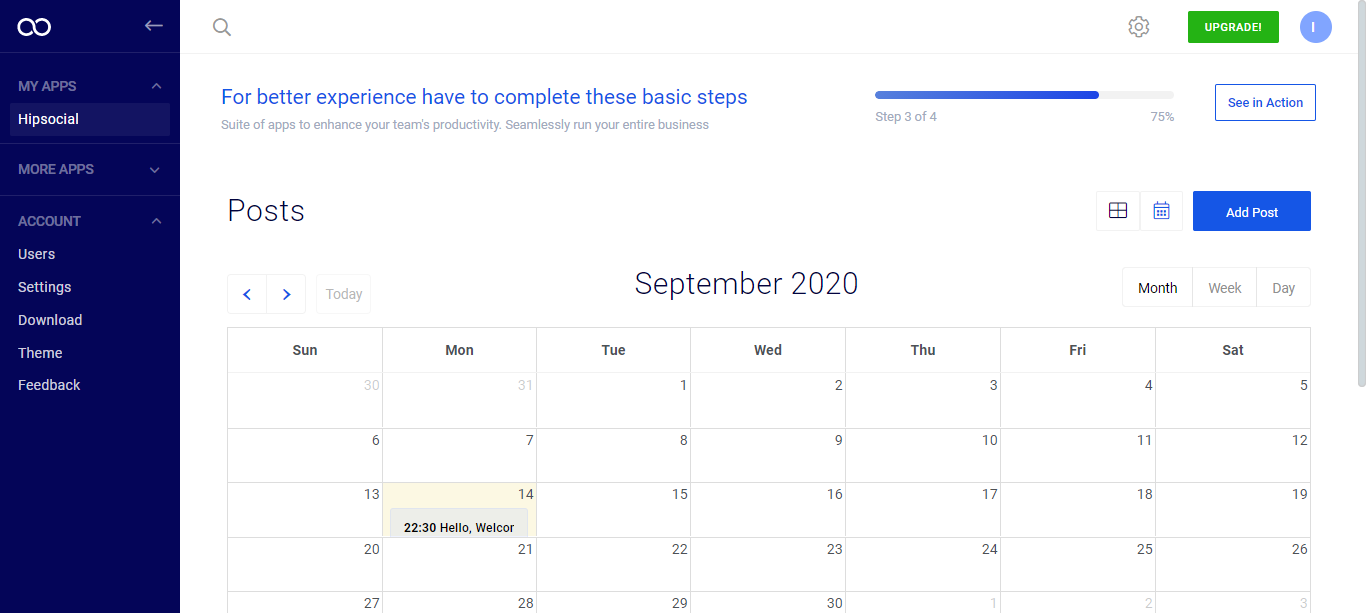 UPGRADE!
I
MY APPS
Hipsocial
MORE APPS
ACCOUNT
Users
Settings
Download
Theme
Feedback
For better experience have to complete these basic steps
Suite of apps to enhance your team's productivity. Seamlessly run your entire business
Step 3 of 4 75%
See in Action
Posts
Add Post
Today
September 2020
Month Week Day
Sun Mon Tue Wed Thu Fri Sat
30 31 1 2 3 4 5
6 7 8 9 10 11 12
13 14 15 16 17 18 19
22:30 Hello, Welcor
20 21 22 23 24 25 26
27 28 29 30 1 2 3